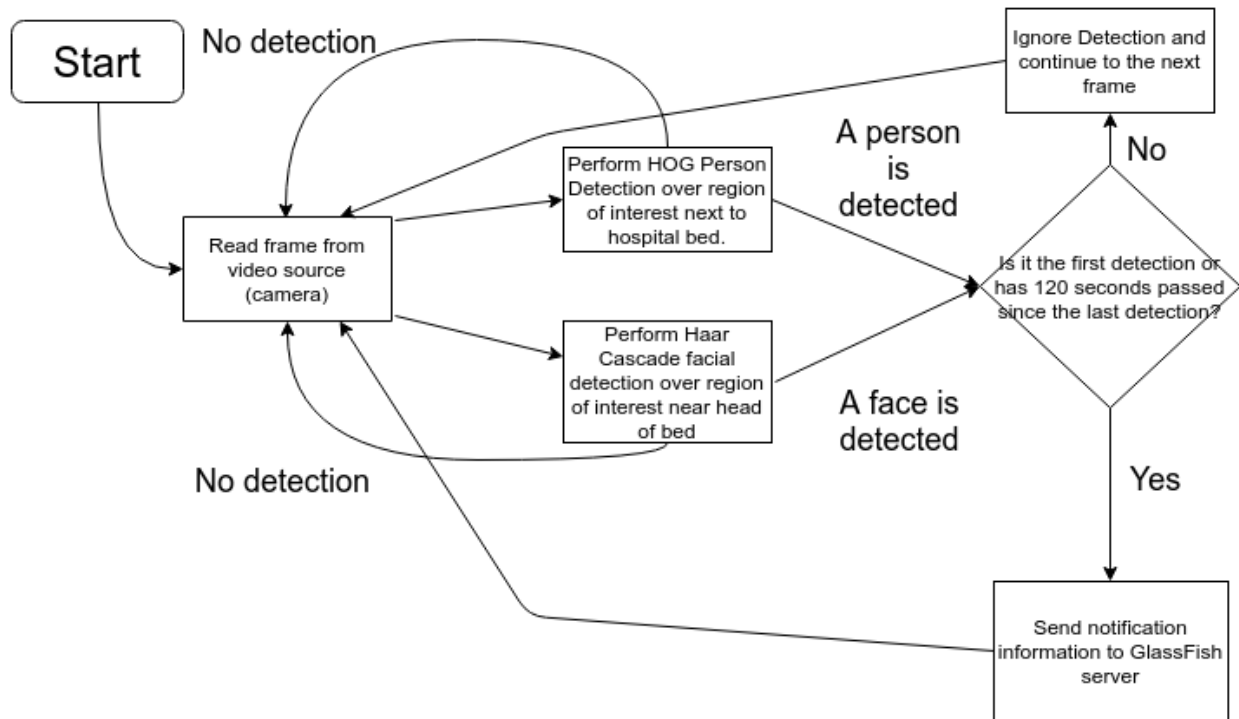 Start
No detection
Ignore Detection and
continue to the next
frame
A person
is
detected
No
Perform HOG Person
Detection over region
of interest next to
hospital bed.
Read frame from
video source
(camera)
Is it the first detection or
has 120 seconds passed
since the last detection?
Perform Haar
Cascade facial
detection over region
of interest near head
of bed
A face is
detected
No detection
Yes
Send notification
information to GlassFish
server